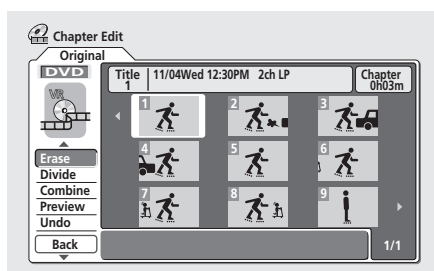 Chapter Edit
Original
DVD
VR
Title 11/04Wed 12:30PM 2ch LP
1
Chapter
0h03m
1 2 3
4 5 6
7 8 9
Erase
Divide
Combine
Preview
Undo
Back
1/1